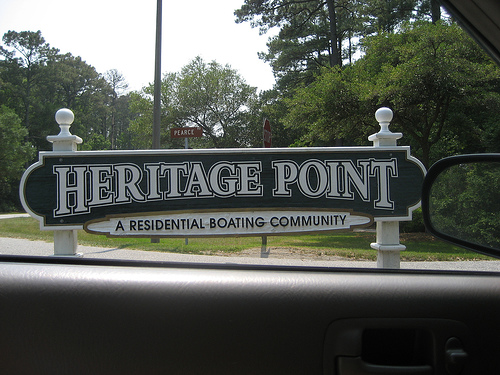 PEARCE
HERITAGE POINT
A RESIDENTIAL BOATING COMMUNITY